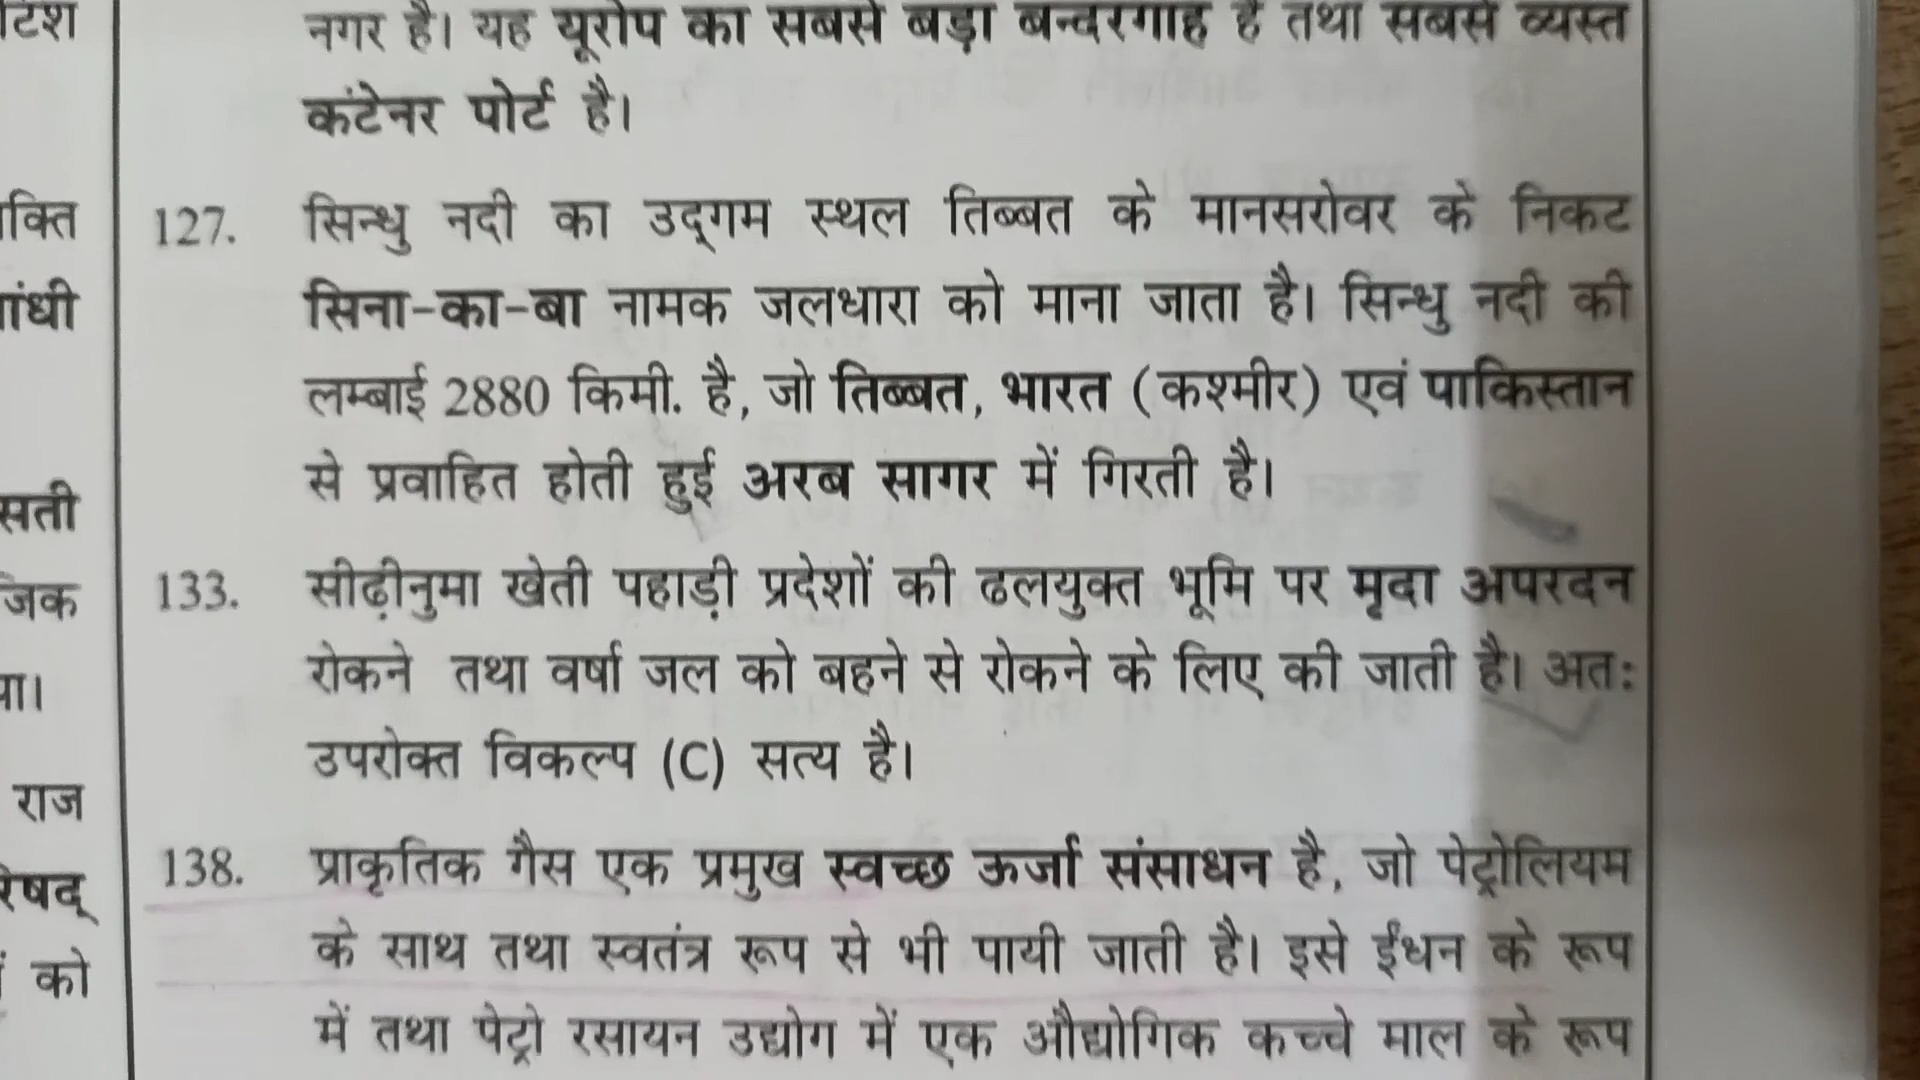 टिश
क्ति
गांधी
सती
जिक
या।
राज
रेषद्
को
नगर है। यह यूरोप का सबसे बड़ा बन्दरगाह है तथा सबसे व्यस्त
कंटेनर पोर्ट है।
127. सिन्धु नदी का उद्गम स्थल तिब्बत के मानसरोवर के निकट
सिना-का-बा नामक जलधारा को माना जाता है। सिन्धु नदी की
लम्बाई 2880 किमी. है, जो तिब्बत, भारत (कश्मीर) एवं पाकिस्तान
से प्रवाहित होती हुई अरब सागर में गिरती है।
133. सीढ़ीनुमा खेती पहाड़ी प्रदेशों की ढलयुक्त भूमि पर मृदा अपरदन
रोकने तथा वर्षा जल को बहने से रोकने के लिए की जाती है। अत:
उपरोक्त विकल्प (C) सत्य है।
138. प्राकृतिक गैस एक प्रमुख स्वच्छ ऊर्जा संसाधन है, जो पेट्रोलियम
के साथ तथा स्वतंत्र रूप से भी पायी जाती है। इसे ईंधन के रूप
में तथा पेट्रो रसायन उद्योग में एक औद्योगिक कच्चे माल के रूप